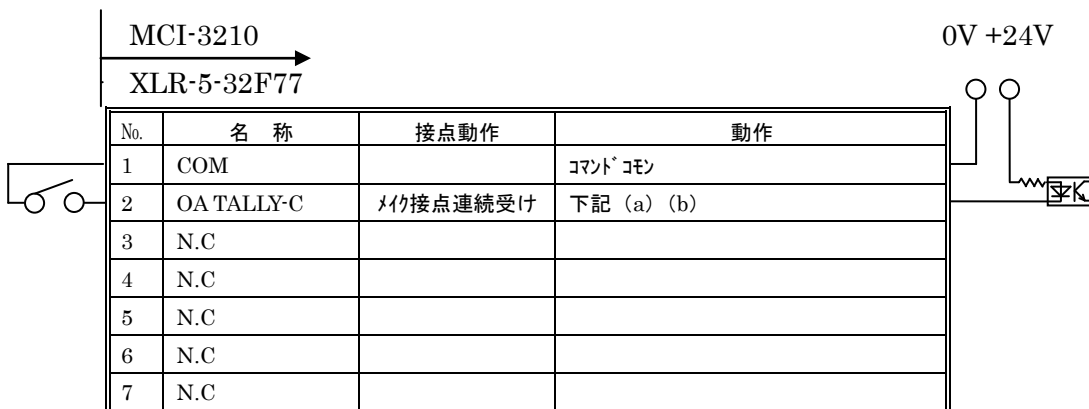 MCI-3210
0V +24V
XLR-5-32F77
No. 名 称 接点動作 動作
1 COM ｺﾏﾝﾄﾞｺﾓﾝ
2 OA TALLY-C ﾒｲｸ接点連続受け 下記 (a) (b)
3 N.C
4 N.C
5 N.C
6 N.C
7 N.C